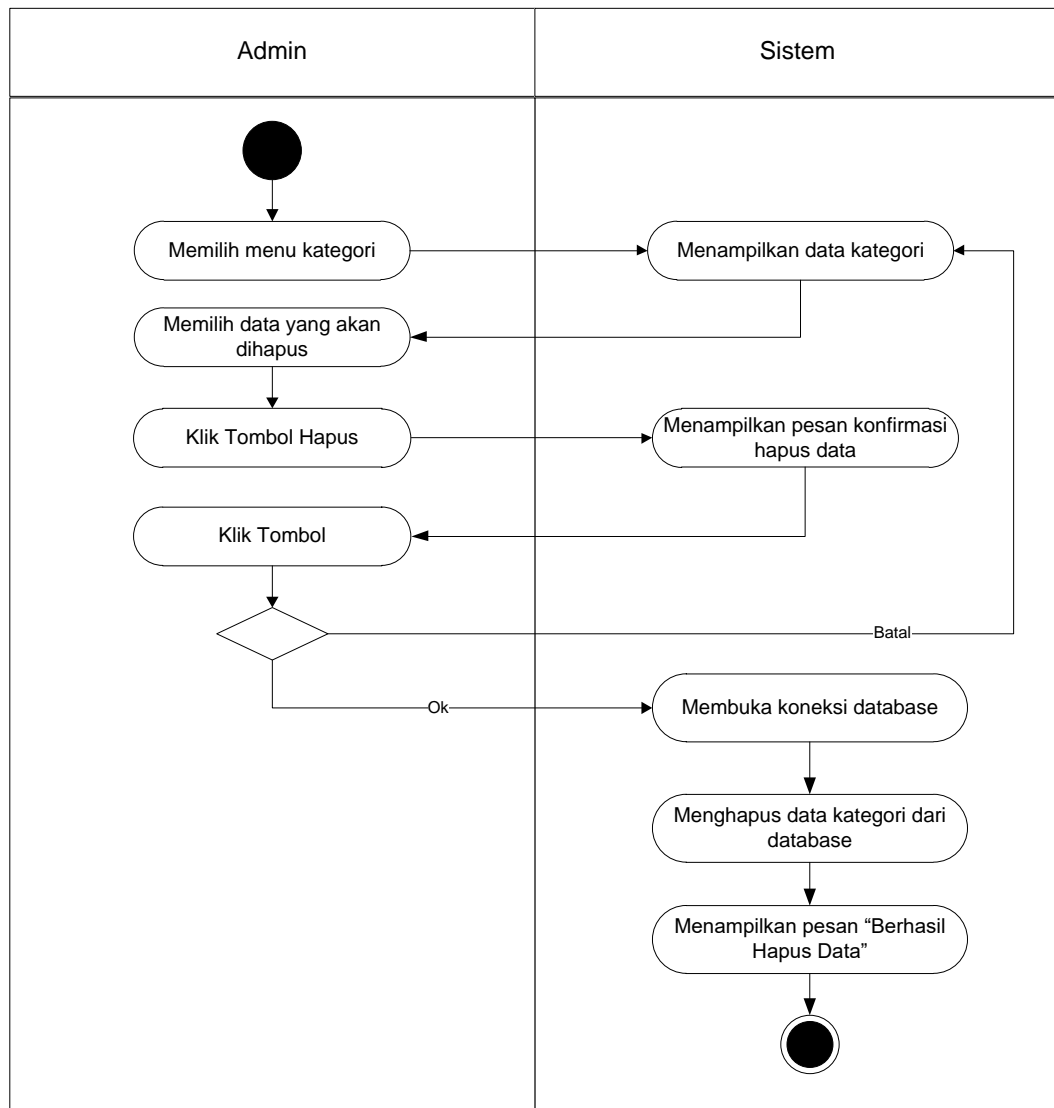 Admin
Sistem
Memilih menu kategori
Menampilkan data kategori
Memilih data yang akan
dihapus
Klik Tombol Hapus
Menampilkan pesan konfirmasi
hapus data
Klik Tombol
Batal
Ok
Membuka koneksi database
Menghapus data kategori dari
database
Menampilkan pesan “Berhasil
Hapus Data”